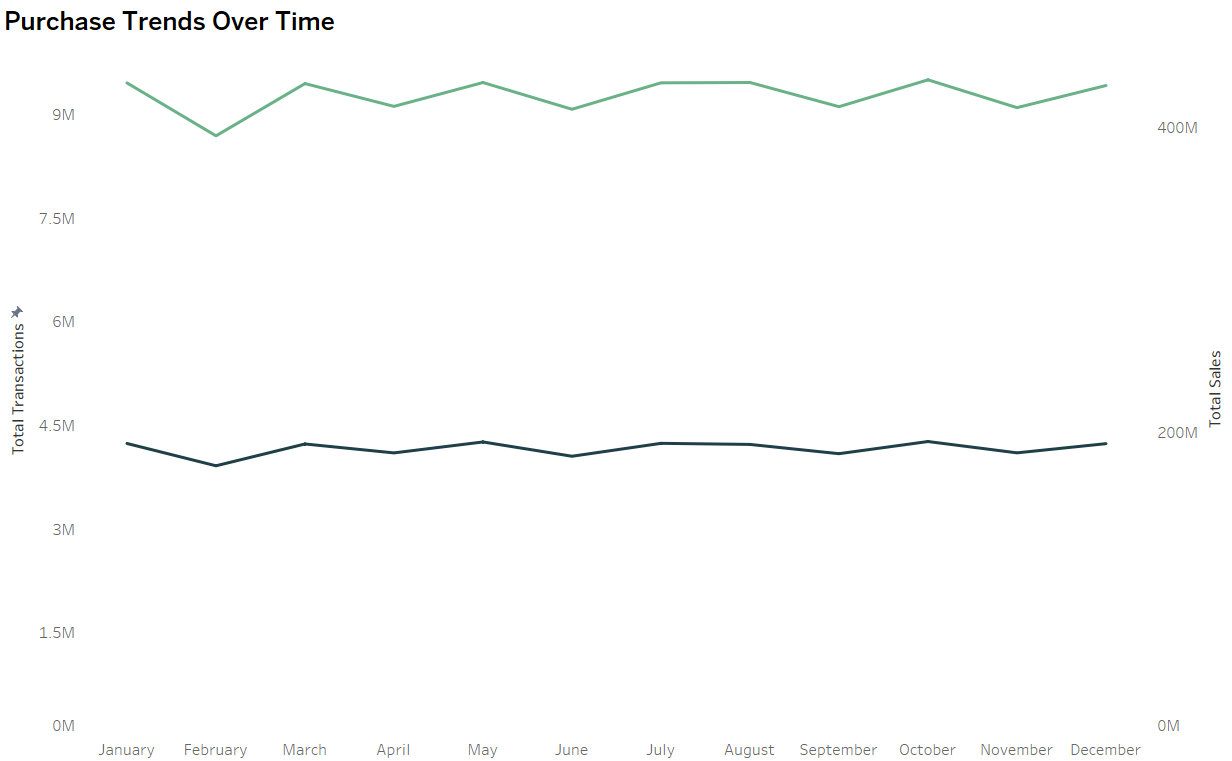 Purchase Trends Over Time
9M
7.5M
6M
4.5M
3M
1.5M
0M
Total Transactions
400M
200M
0M
Total Sales
January February March April May June July August September October November December